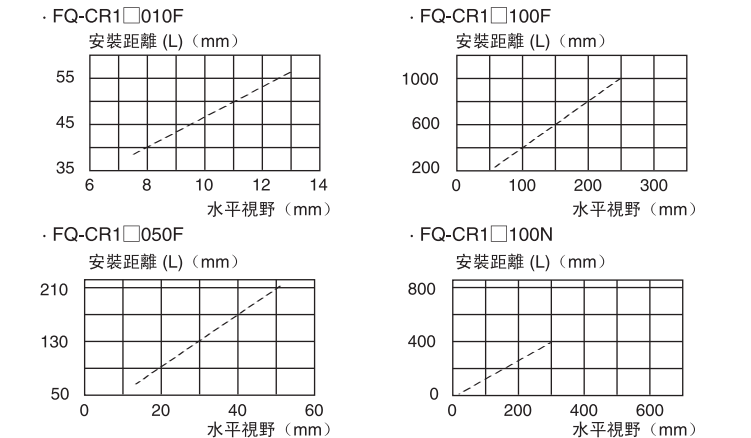 · FQ-CR1□010F
安裝距離 (L)（mm）
55
45
35
6 8 10 12 14
水平視野（mm）
· FQ-CR1□100F
安裝距離 (L)（mm）
1000
600
200
0 100 200 300
水平視野（mm）
· FQ-CR1□050F
安裝距離 (L)（mm）
210
130
50
0 20 40 60
水平視野（mm）
· FQ-CR1□100N
安裝距離 (L)（mm）
800
400
0
0 200 400 600
水平視野（mm）